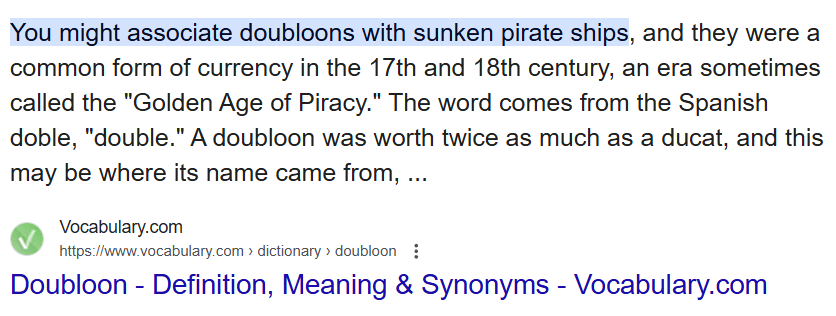 You might associate doubloons with sunken pirate ships, and they were a
common form of currency in the 17th and 18th century, an era sometimes
called the "Golden Age of Piracy." The word comes from the Spanish
doble, "double." A doubloon was worth twice as much as a ducat, and this
may be where its name came from, ...
Vocabulary.com
https://www.vocabulary.com › dictionary › doubloon
Doubloon - Definition, Meaning & Synonyms - Vocabulary.com